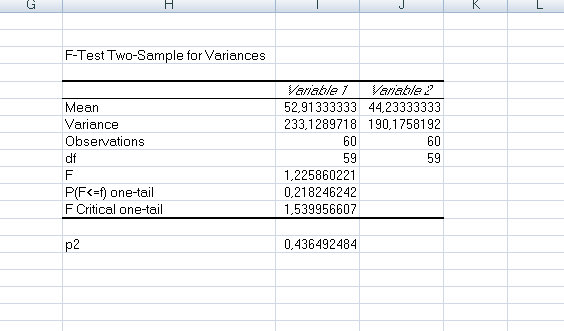 G H I J K L
F-Test Two-Sample for Variances
Variable 1 Variable 2
Mean 52,91333333 44,23333333
Variance 233,1289718 190,1758192
Observations 60 60
df 59 59
F 1,225860221
P(F<=f) one-tail 0,218246242
F Critical one-tail 1,539956607
p2 0,436492484